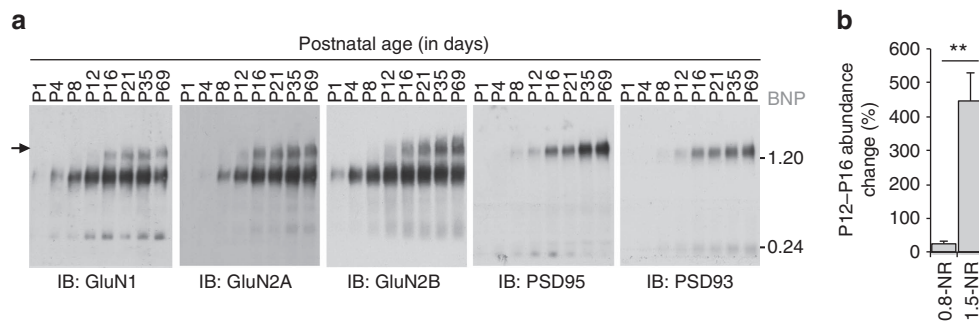 a
Postnatal age (in days)
P1 P4 P8 P12 P16 P21 P35 P69 P1 P4 P8 P12 P16 P21 P35 P69 P1 P4 P8 P12 P16 P21 P35 P69 P1 P4 P8 P12 P16 P21 P35 P69 P1 P4 P8 P12 P16 P21 P35 P69
BNP
-1.20
-0.24
IB: GluN1 IB: GluN2A IB: GluN2B IB: PSD95 IB: PSD93
b
P12–P16 abundance
change (%)
600
500
400
300
200
100
0
**
0.8-NR
1.5-NR